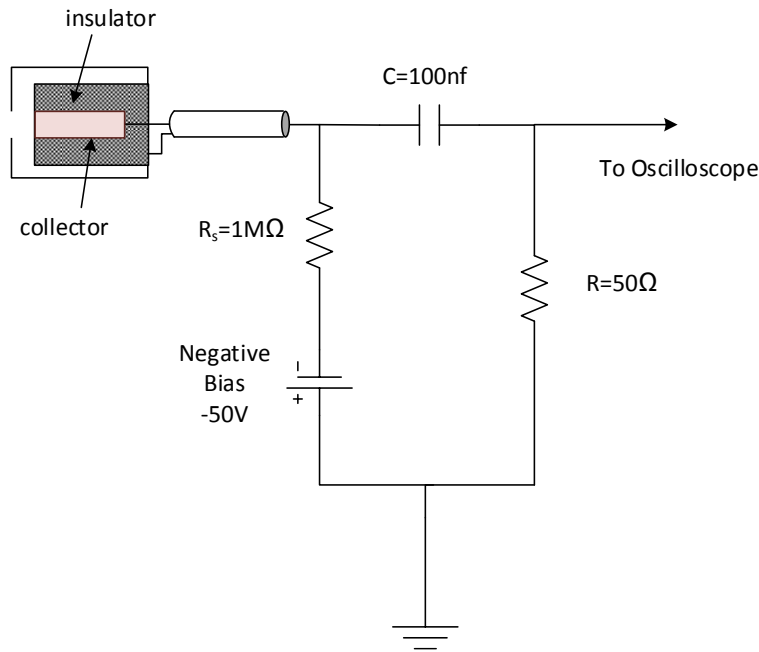 insulator
C=100nf
To Oscilloscope
collector
Rs=1MΩ
R=50Ω
Negative
Bias
-50V
-
+